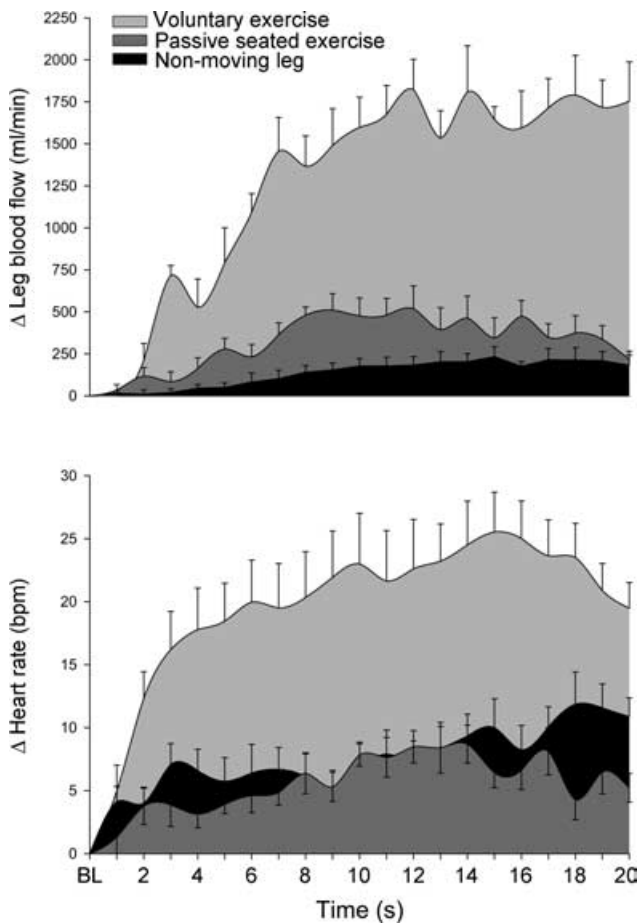 Voluntary exercise
Passive seated exercise
Non-moving leg
Δ Leg blood flow (ml/min)
2250
2000
1750
1500
1250
1000
750
500
250
0
Δ Heart rate (bpm)
30
25
20
15
10
5
0
BL 2 4 6 8 10 12 14 16 18 20
Time (s)